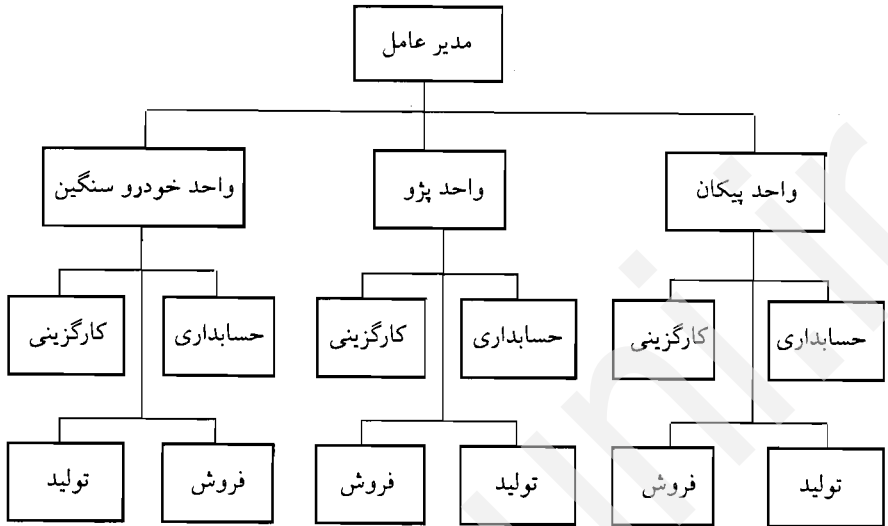 مدیر عامل
واحد پیکان
واحد پژو
واحد خودرو سنگین
حسابداری
کارگزینی
حسابداری
کارگزینی
حسابداری
کارگزینی
تولید
فروش
تولید
فروش
فروش
تولید